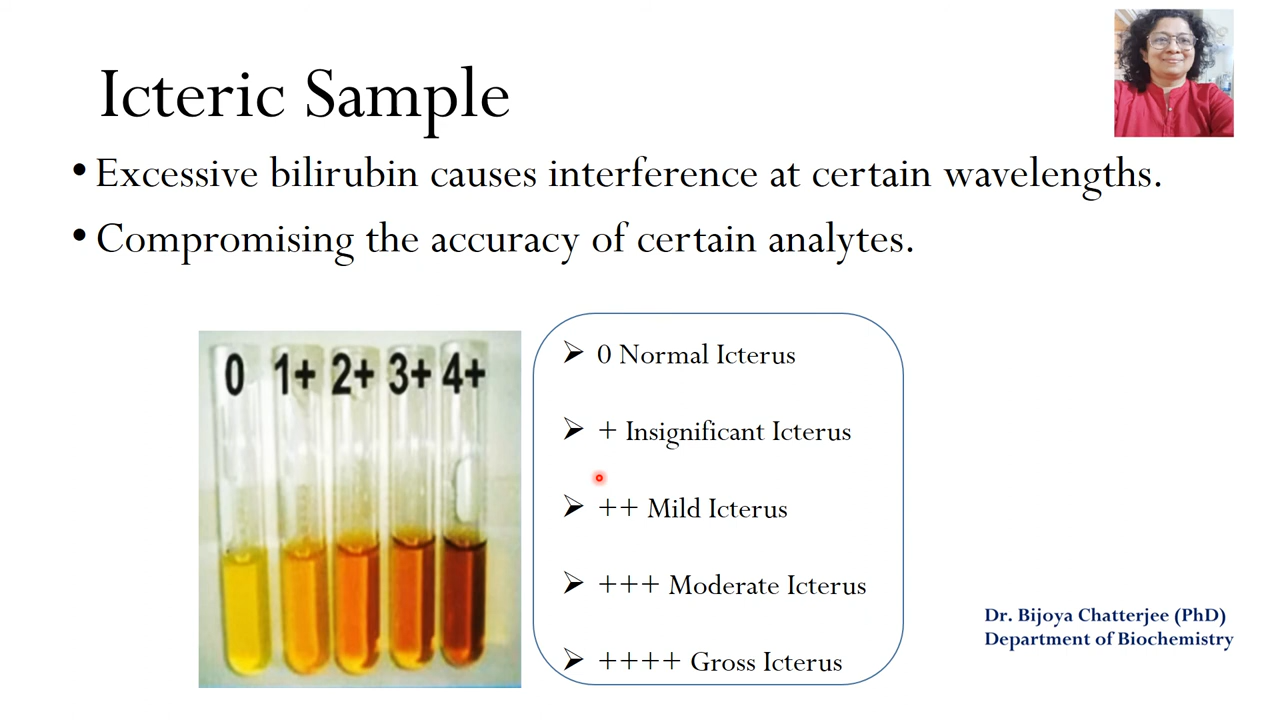 Icteric Sample
• Excessive bilirubin causes interference at certain wavelengths.
• Compromising the accuracy of certain analytes.
0 1+ 2+ 3+ 4+
➢ 0 Normal Icterus
➢ + Insignificant Icterus
➢ ++ Mild Icterus
➢ +++ Moderate Icterus
➢ ++++ Gross Icterus
Dr. Bijoya Chatterjee (PhD)
Department of Biochemistry